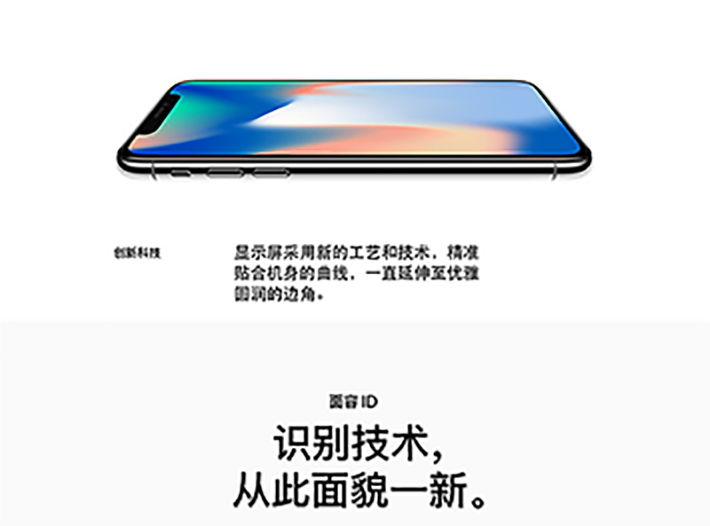 创新科技
显示屏采用新的工艺和技术，精准
贴合机身的曲线，一直延伸至优雅
圆润的边角。
面容 ID
识别技术，
从此面貌一新。